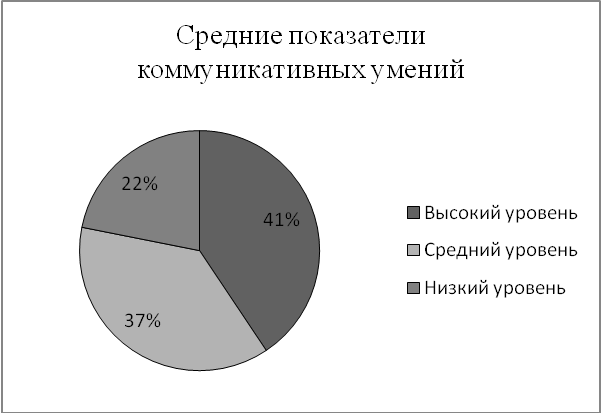 Средние показатели
коммуникативных умений
22%
41%
37%
Высокий уровень
Средний уровень
Низкий уровень